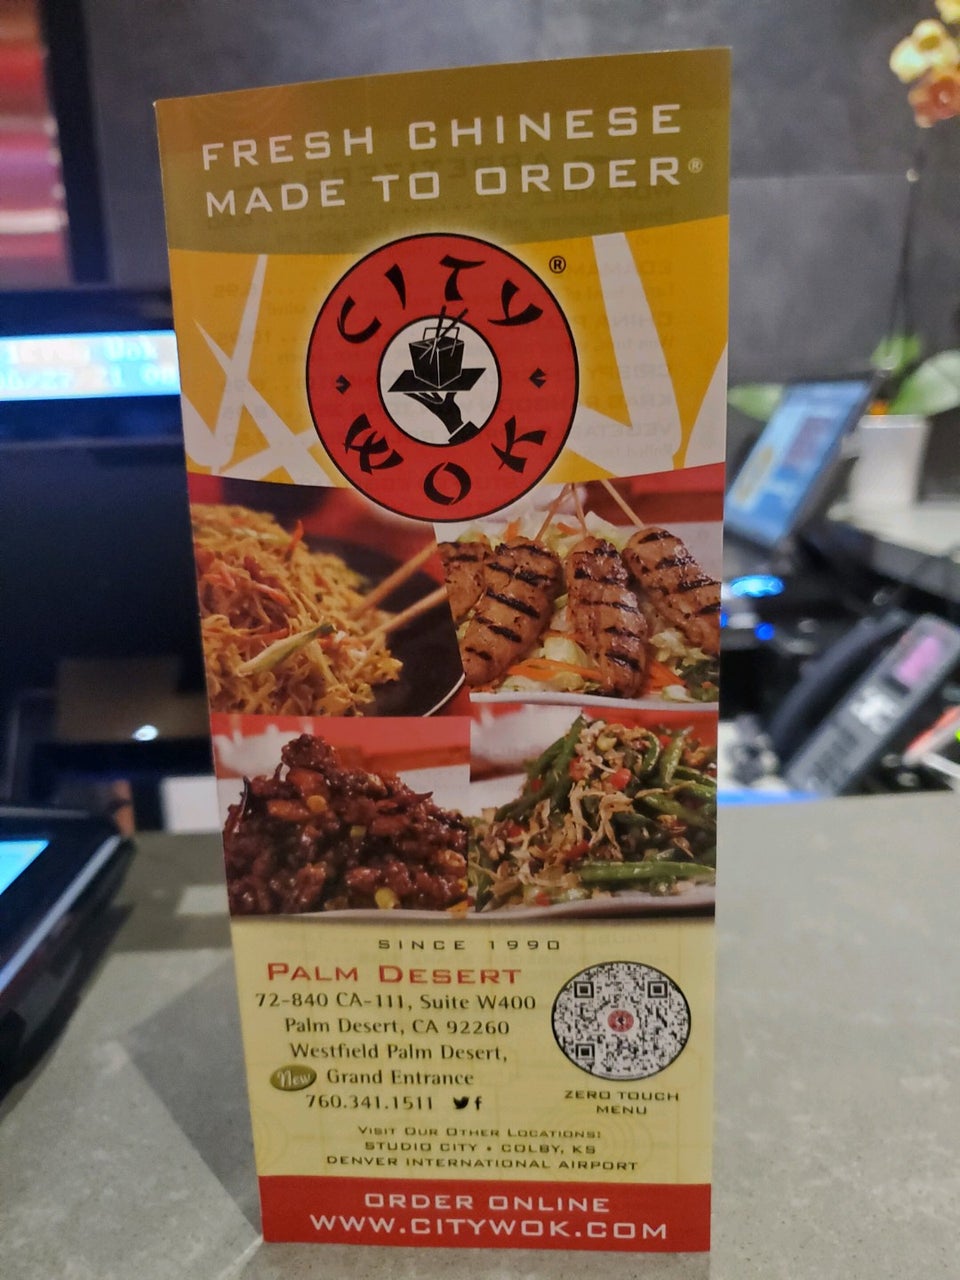 FRESH CHINESE
MADE TO ORDER®
CITY ®
WOK
SINCE 1990
PALM DESERT
72-840 CA-111, Suite W400
Palm Desert, CA 92260
Westfield Palm Desert,
New Grand Entrance
760.341.1511
ZERO TOUCH
MENU
VISIT OUR OTHER LOCATIONS:
STUDIO CITY • COLBY, KS
DENVER INTERNATIONAL AIRPORT
ORDER ONLINE
WWW.CITYWOK.COM